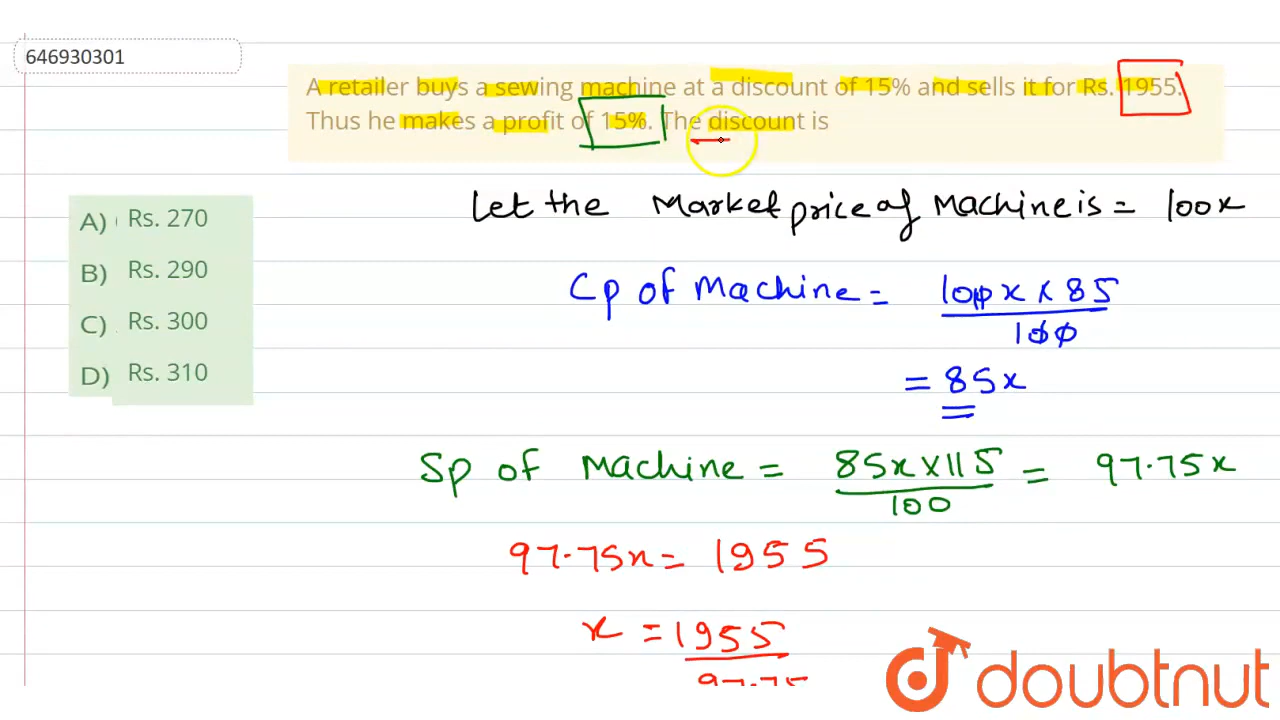 646930301
A retailer buys a sewing machine at a discount of 15% and sells it for Rs. 1955.
Thus he makes a profit of 15%. The discount is
A) Rs. 270
B) Rs. 290
C) Rs. 300
D) Rs. 310
Let the Market price of Machine is = 100x
Cp of Machine = 100x x 85
100
= 85x
Sp of Machine = 85x x 115 = 97.75x
100
97.75x = 1955
x = 1955
97.75
doubtnut